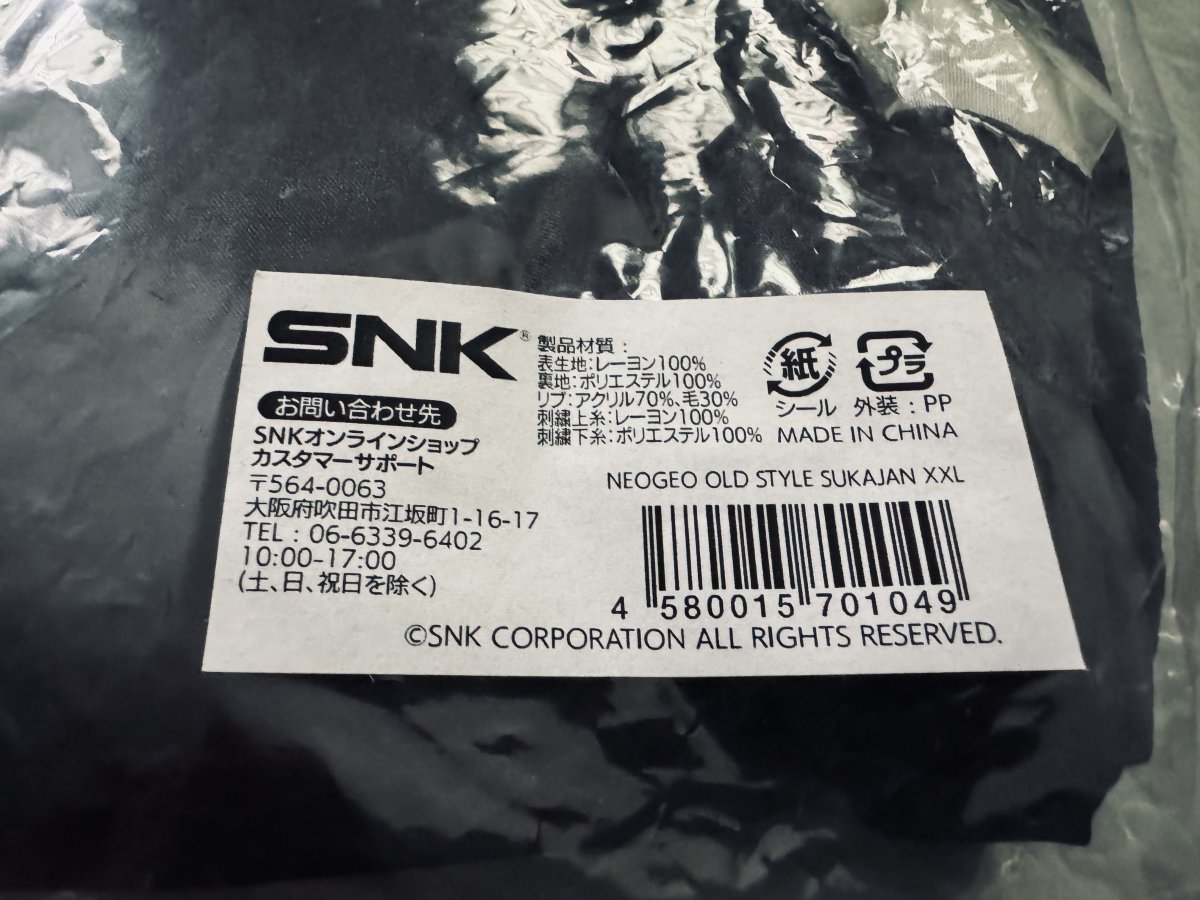 SNK®
お問い合わせ先
SNKオンラインショップ
カスタマーサポート
〒564-0063
大阪府吹田市江坂町1-16-17
TEL : 06-6339-6402
10:00-17:00
(土、日、祝日を除く)
製品材質 :
表生地:レーヨン100%
裏地:ポリエステル100%
リブ:アクリル70%、毛30%
刺繍上糸:レーヨン100%
刺繍下糸:ポリエステル100%
紙
シール
プラ
外装 : PP
MADE IN CHINA
NEOGEO OLD STYLE SUKAJAN XXL
4 580015 701049
©SNK CORPORATION ALL RIGHTS RESERVED.